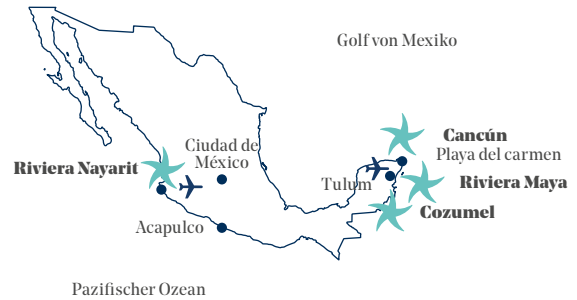 Golf von Mexiko
Cancún
Playa del carmen
Ciudad de
México
Riviera Nayarit
Tulum
Riviera Maya
Cozumel
Acapulco
Pazifischer Ozean